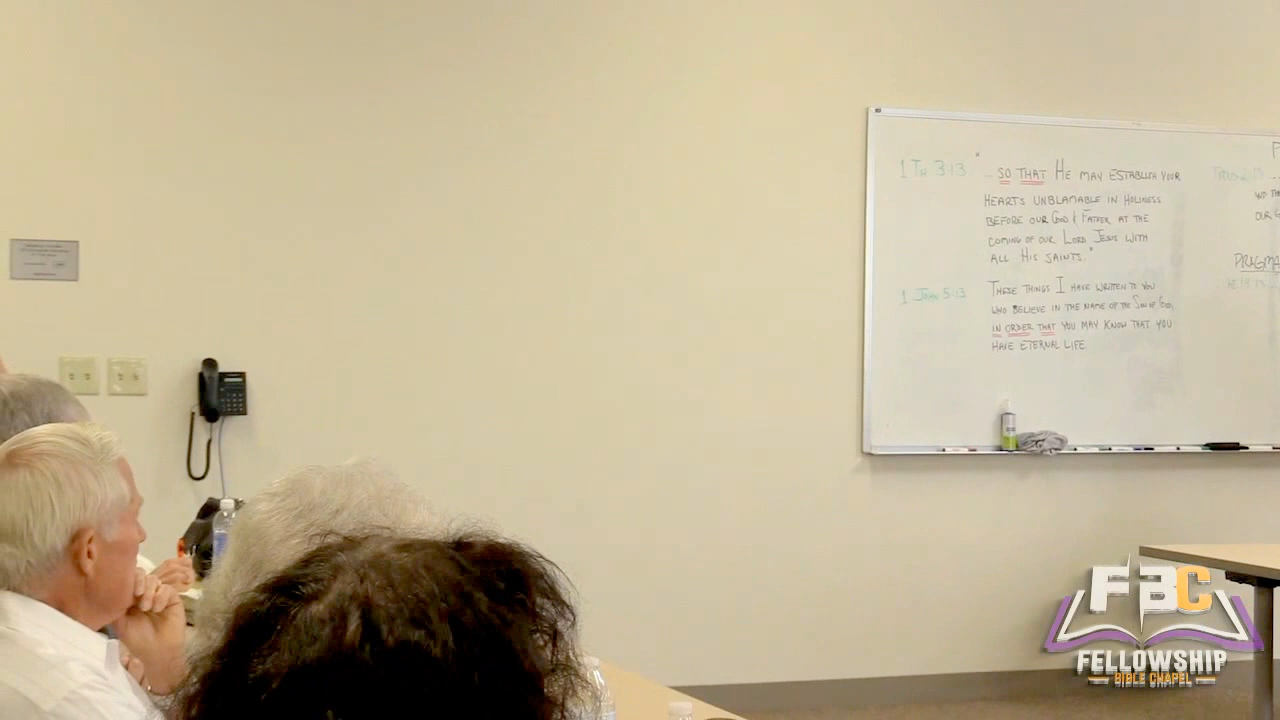 1 TH 3:13 "...SO THAT HE MAY ESTABLISH YOUR
HEARTS UNBLAMABLE IN HOLINESS
BEFORE OUR GOD & FATHER AT THE
COMING OF OUR LORD JESUS WITH
ALL HIS SAINTS."
1 JOHN 5:13 THESE THINGS I HAVE WRITTEN TO YOU
WHO BELIEVE IN THE NAME OF THE SON OF GOD,
IN ORDER THAT YOU MAY KNOW THAT YOU
HAVE ETERNAL LIFE
OUR G
PRAGMA
FBC
FELLOWSHIP
BIBLE CHAPEL